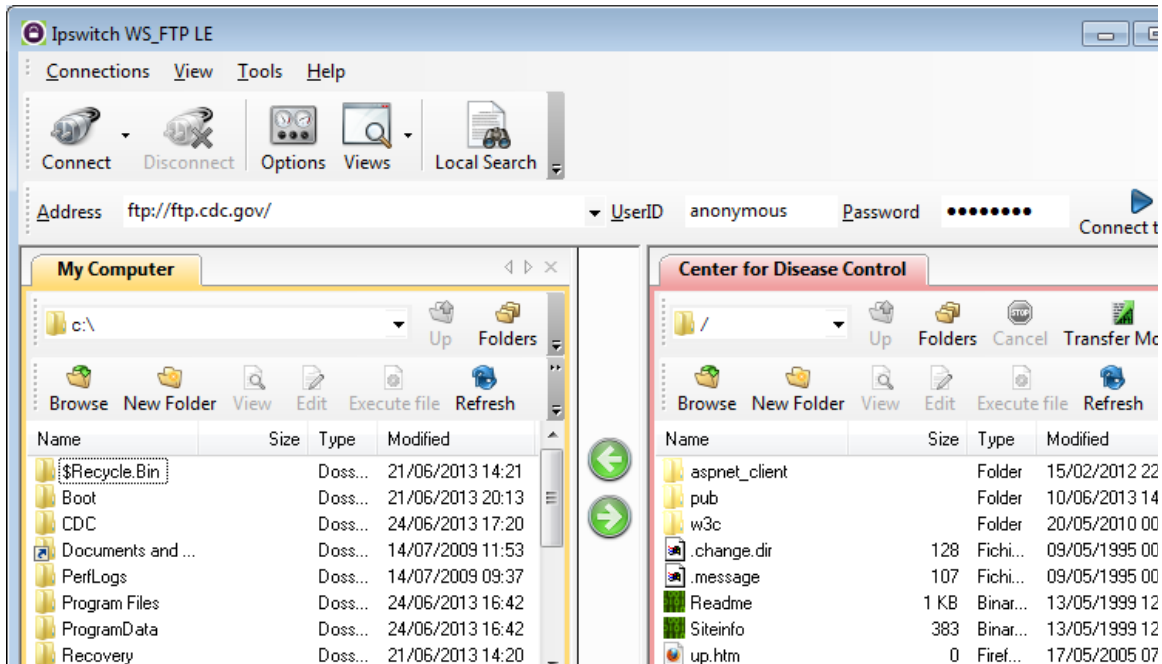 Ipswitch WS_FTP LE
Connections View Tools Help
Connect Disconnect Options Views Local Search
Address ftp://ftp.cdc.gov/ UserID anonymous Password ●●●●●●●● Connect t
My Computer
c:\ Up Folders
Browse New Folder View Edit Execute file Refresh
Name Size Type Modified
$Recycle.Bin Doss... 21/06/2013 14:21
Boot Doss... 21/06/2013 20:13
CDC Doss... 24/06/2013 17:20
Documents and ... Doss... 14/07/2009 11:53
PerfLogs Doss... 14/07/2009 09:37
Program Files Doss... 24/06/2013 16:42
ProgramData Doss... 24/06/2013 16:42
Recovery Doss... 21/06/2013 14:20
Center for Disease Control
/ Up Folders Cancel Transfer Mo
Browse New Folder View Edit Execute file Refresh
Name Size Type Modified
aspnet_client Folder 15/02/2012 22
pub Folder 10/06/2013 14
w3c Folder 20/05/2010 00
.change.dir 128 Fichi... 09/05/1995 00
.message 107 Fichi... 09/05/1995 00
Readme 1 KB Binar... 13/05/1999 12
Siteinfo 383 Binar... 13/05/1999 12
up.htm 0 Firef... 17/05/2005 07